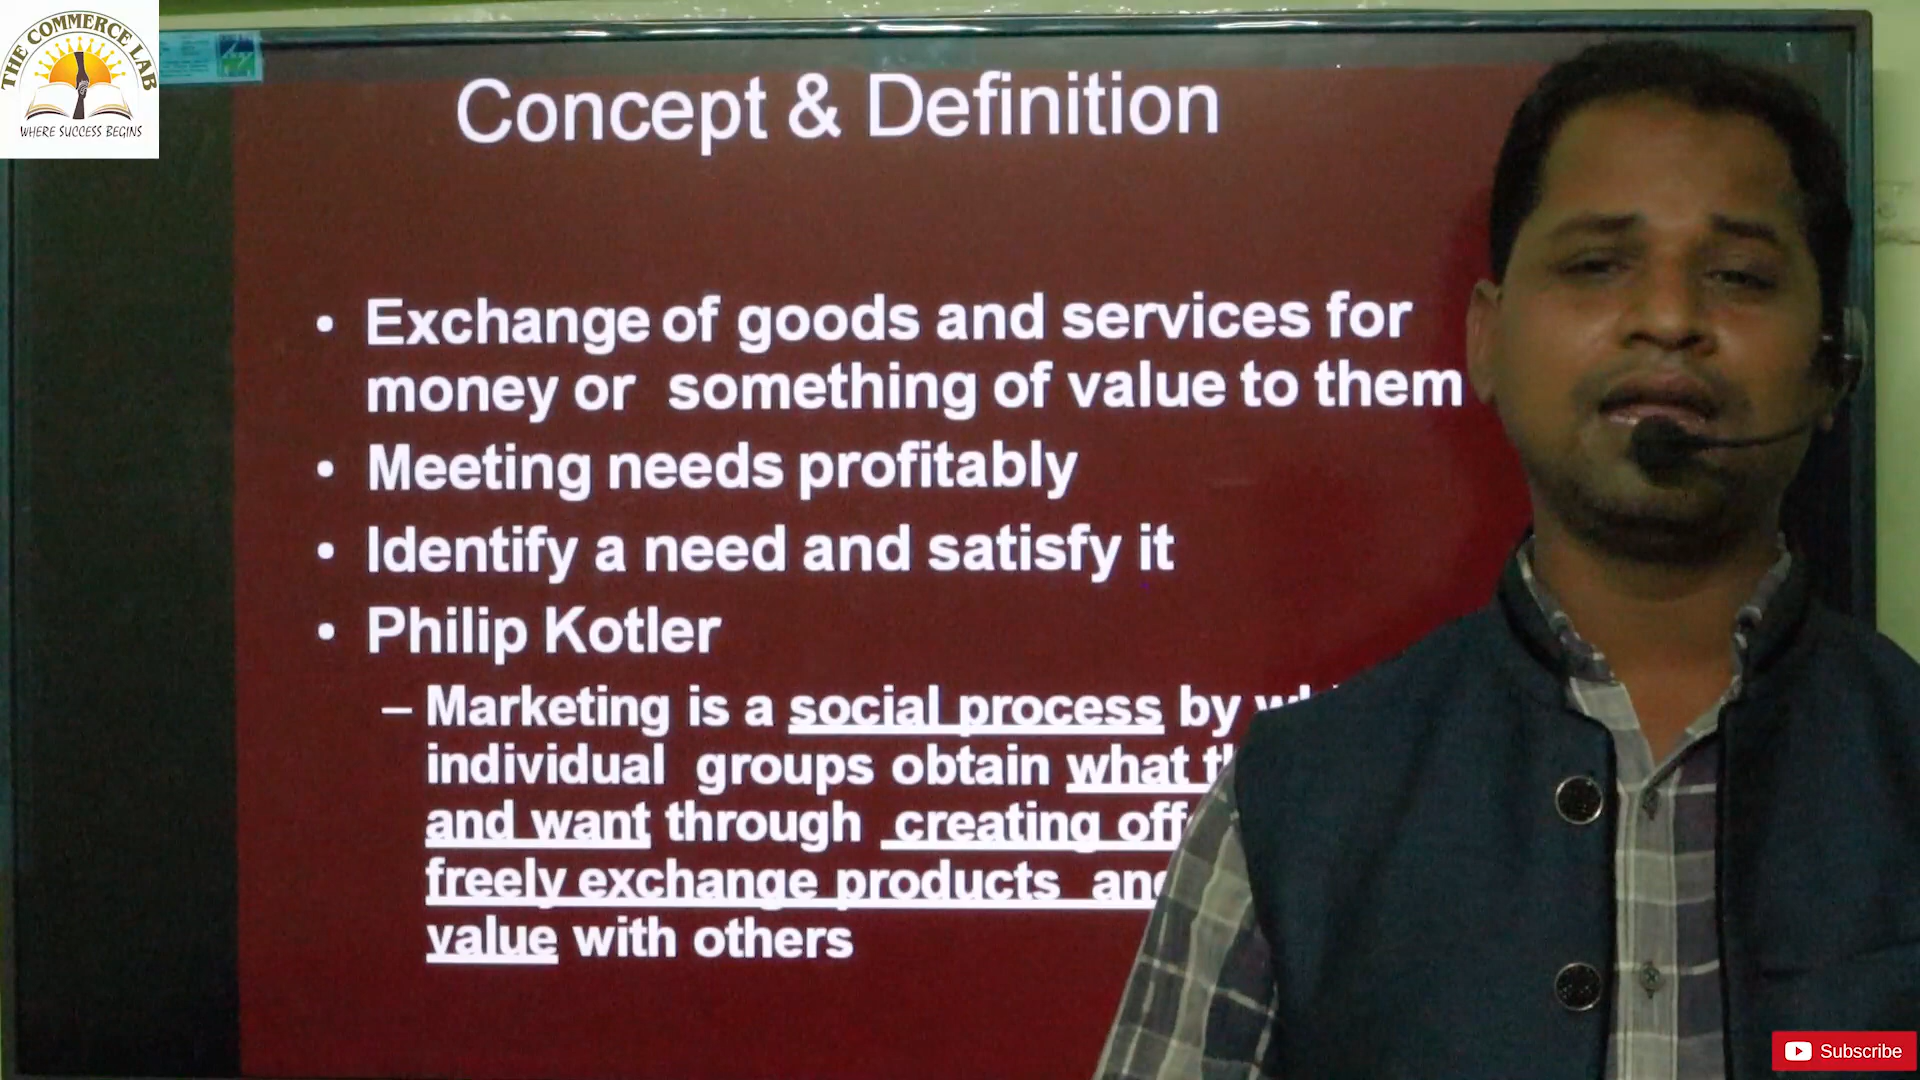 THE COMMERCE LAB
WHERE SUCCESS BEGINS
Concept & Definition
• Exchange of goods and services for
money or something of value to them
• Meeting needs profitably
• Identify a need and satisfy it
• Philip Kotler
– Marketing is a social process by
individual groups obtain what
and want through creating
freely exchange products
value with others
Subscribe